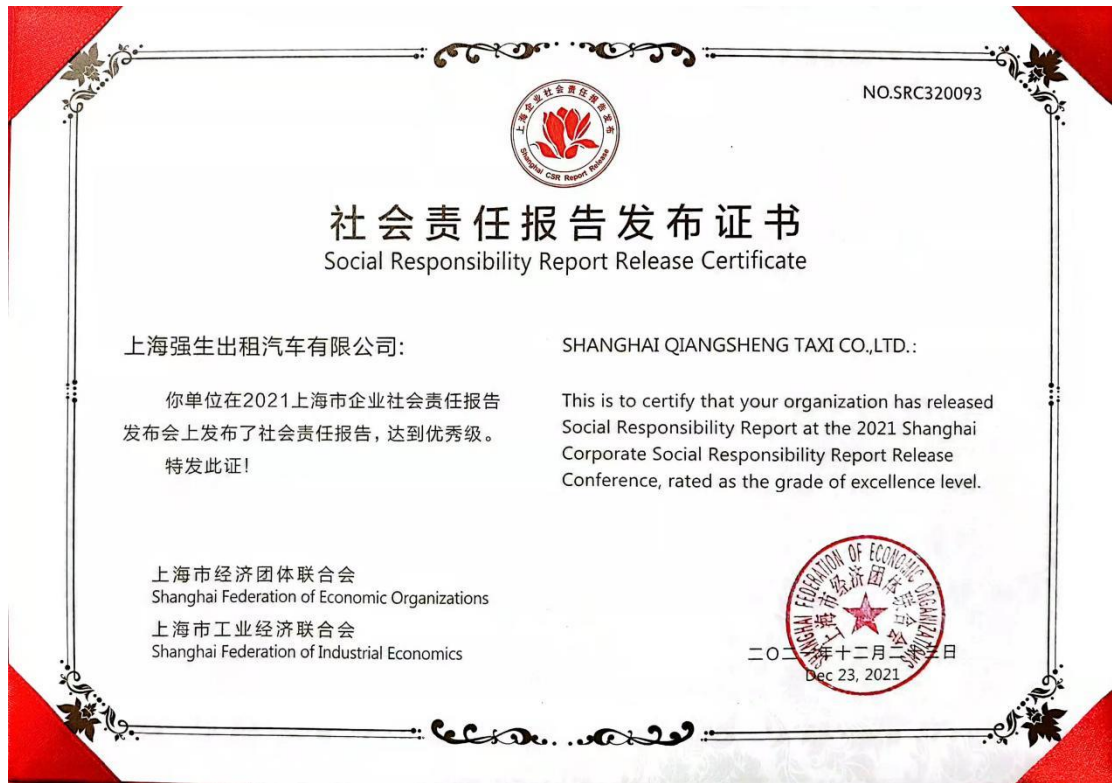 NO.SRC320093
上海企业社会责任报告发布
Shanghai CSR Report Release
社会责任报告发布证书
Social Responsibility Report Release Certificate
上海强生出租汽车有限公司:
你单位在2021上海市企业社会责任报告
发布会上发布了社会责任报告，达到优秀级。
特发此证！
SHANGHAI QIANGSHENG TAXI CO.,LTD.:
This is to certify that your organization has released
Social Responsibility Report at the 2021 Shanghai
Corporate Social Responsibility Report Release
Conference, rated as the grade of excellence level.
上海市经济团体联合会
Shanghai Federation of Economic Organizations
上海市工业经济联合会
Shanghai Federation of Industrial Economics
SHANGHAI FEDERATION OF ECONOMIC ORGANIZATIONS
上海市经济团体联合会
二〇二一年十二月二十三日
Dec 23, 2021